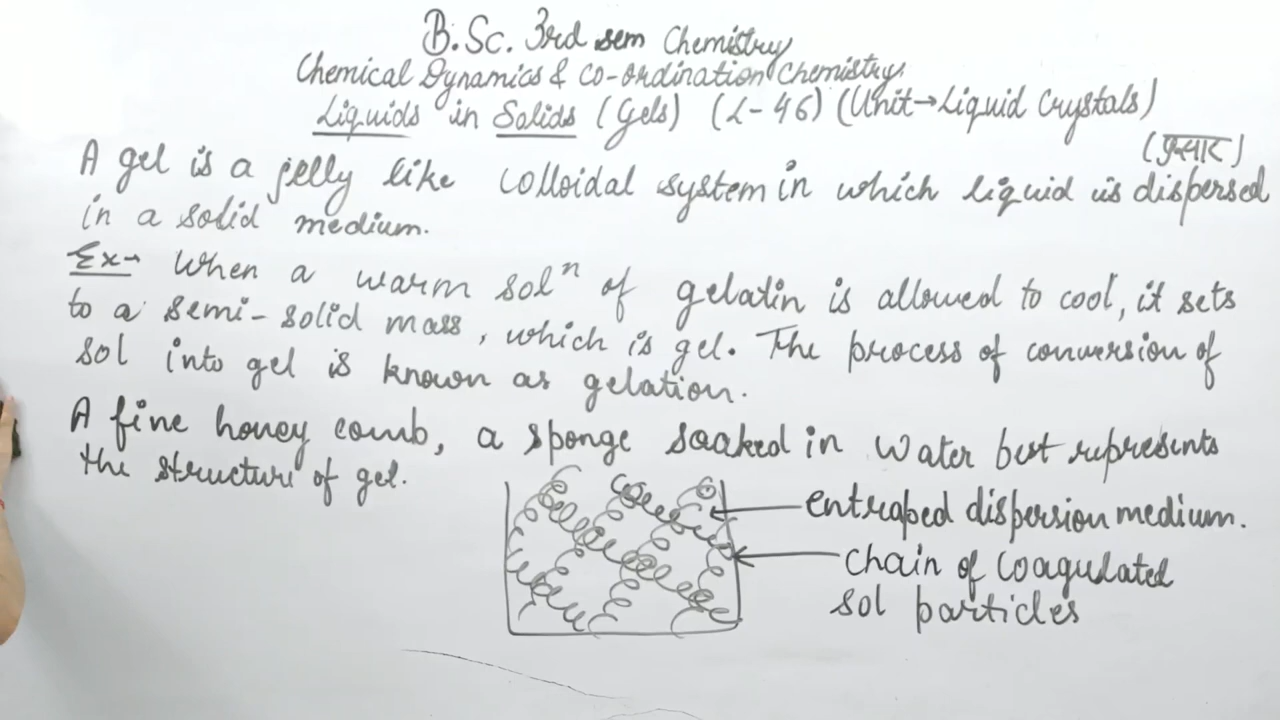 B.Sc. 3rd sem Chemistry
Chemical Dynamics & Co-ordination Chemistry
Liquids in Solids (Gels) (L-46) (Unit→Liquid Crystals)
A gel is a jelly like colloidal system in which liquid is dispersed
in a solid medium.
Ex→ When a warm solⁿ of gelatin is allowed to cool, it sets
to a semi-solid mass, which is gel. The process of conversion of
sol into gel is known as gelation.
A fine honey comb, a sponge soaked in water best represents
the structure of gel.
entraped dispersion medium.
chain of coagulated
sol particles